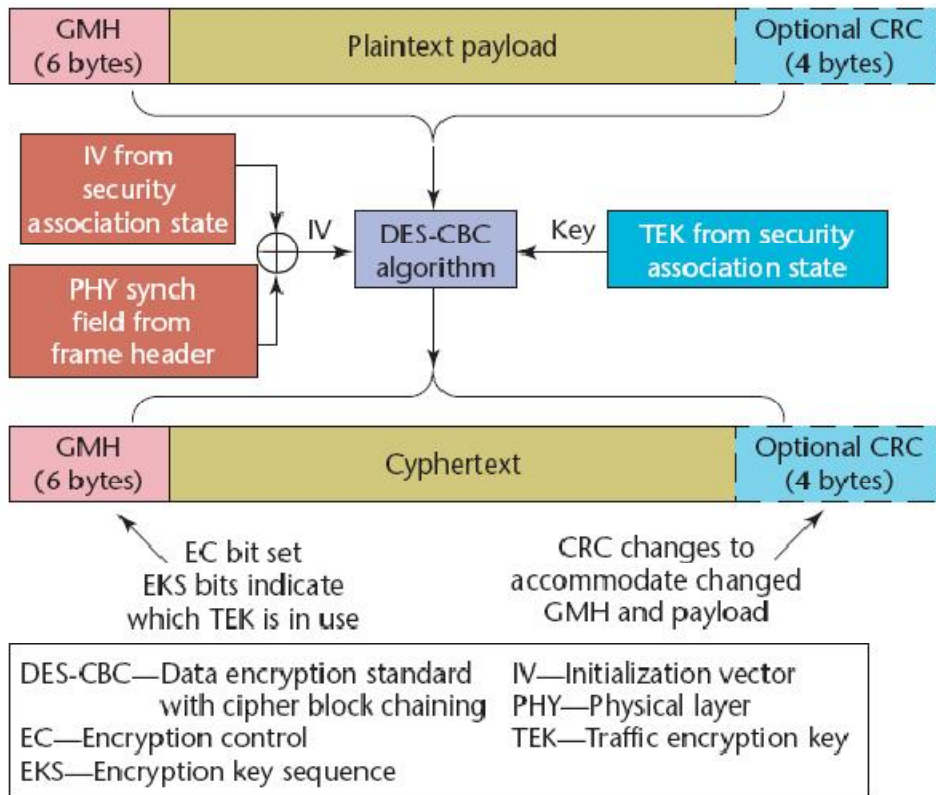 GMH
(6 bytes)
Plaintext payload
Optional CRC
(4 bytes)
IV from
security
association state
IV
DES-CBC
algorithm
Key
TEK from security
association state
PHY synch
field from
frame header
GMH
(6 bytes)
Cyphertext
Optional CRC
(4 bytes)
EC bit set
EKS bits indicate
which TEK is in use
CRC changes to
accommodate changed
GMH and payload
DES-CBC—Data encryption standard
with cipher block chaining
EC—Encryption control
EKS—Encryption key sequence
IV—Initialization vector
PHY—Physical layer
TEK—Traffic encryption key